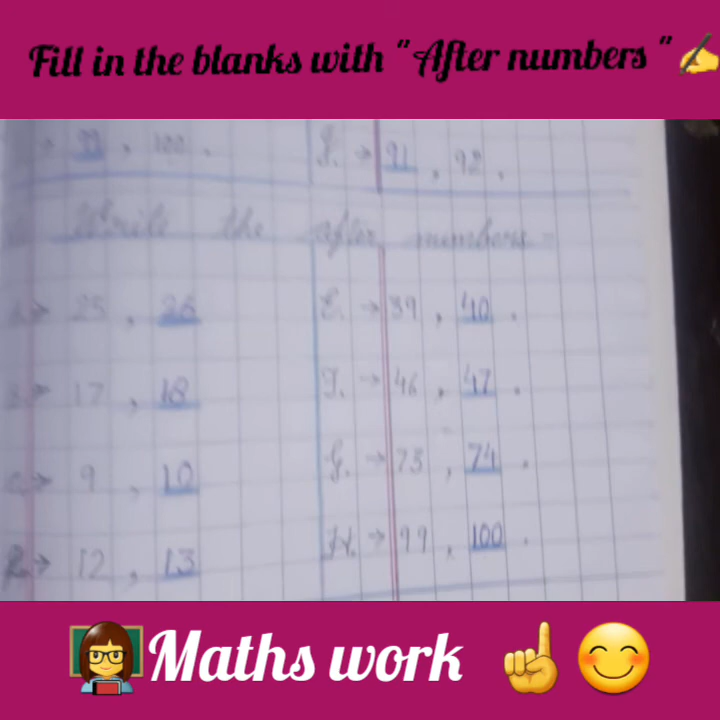 Fill in the blanks with "After numbers"
99, 100. J. → 91, 92.
Write the after numbers =
A → 25, 26 E. → 39, 40.
B → 17, 18 F. → 46, 47.
C → 9, 10 G. → 73, 74.
D → 12, 13 H. → 99, 100.
Maths work